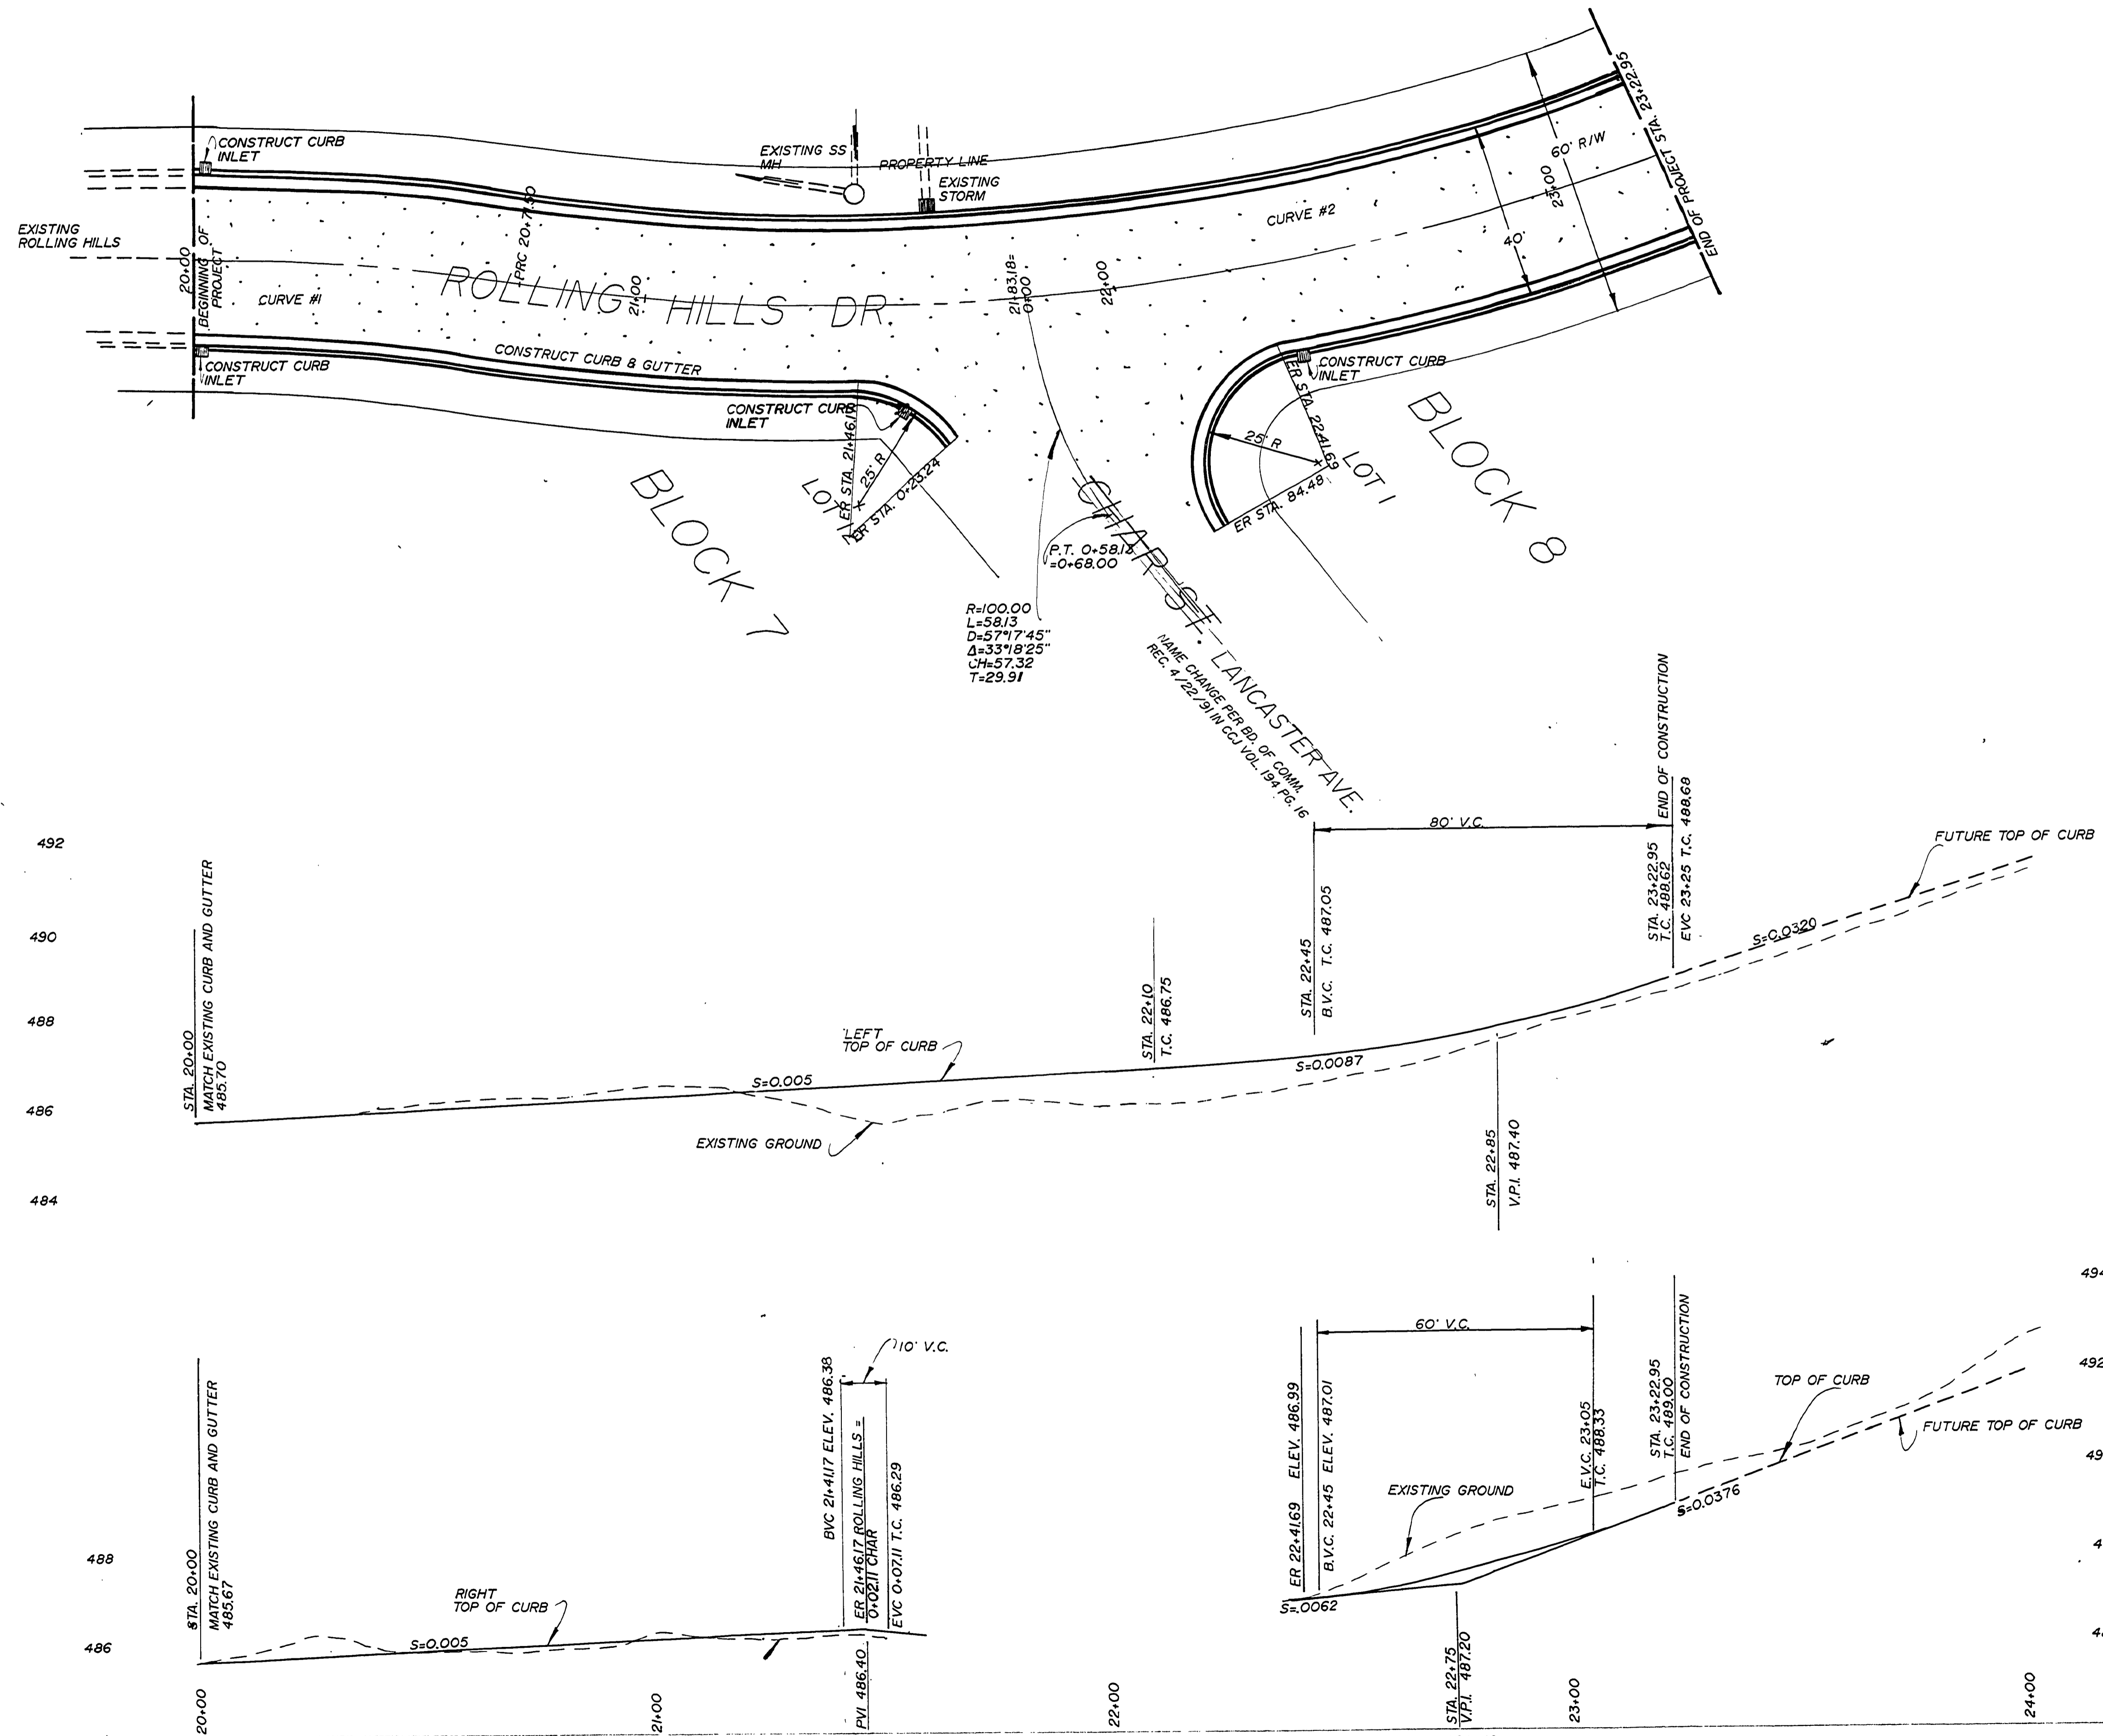 CONSTRUCT CURB
INLET
EXISTING SS
MH
PROPERTY LINE
EXISTING
STORM
EXISTING
ROLLING HILLS
20+00
BEGINNING OF
PROJECT
CURVE #1
PRC 20+71.50
ROLLING HILLS DR.
21+00
21+83.18=
0+00
22+00
CURVE #2
40'
60' R/W
23+00
END OF PROJECT STA. 23+22.95
CONSTRUCT CURB & GUTTER
CONSTRUCT CURB
INLET
CONSTRUCT CURB
INLET
ER STA. 21+46.17
25' R
ER STA. 0+23.24
LOT
BLOCK 7
CONSTRUCT CURB
INLET
ER STA. 22+41.69
25' R
ER STA. 84.48
LOT 1
BLOCK 8
P.T. 0+58.12
=0+68.00
R=100.00
L=58.13
D=57°17'45"
Δ=33°18'25"
CH=57.32
T=29.91
CHAR ST.
LANCASTER AVE.
NAME CHANGE PER BD. OF COMM.
REC. 4/22/91 IN CCJ VOL. 194 PG. 16
492
490
488
486
484
STA. 20+00
MATCH EXISTING CURB AND GUTTER
485.70
S=0.005
LEFT
TOP OF CURB
EXISTING GROUND
STA. 22+10
T.C. 486.75
STA. 22+45
B.V.C. T.C. 487.05
80' V.C.
S=0.0087
STA. 22+85
V.P.I. 487.40
END OF CONSTRUCTION
STA. 23+22.95
T.C. 488.62
EVC 23+25 T.C. 488.68
S=0.0320
FUTURE TOP OF CURB
494
492
488
486
STA. 20+00
MATCH EXISTING CURB AND GUTTER
485.67
S=0.005
RIGHT
TOP OF CURB
10' V.C.
BVC 21+41.17 ELEV. 486.38
ER 21+46.17 ROLLING HILLS =
0+02.11 CHAR
EVC 0+07.11 T.C. 486.29
PVI 486.40
ER 22+41.69 ELEV. 486.99
B.V.C. 22+45 ELEV. 487.01
60' V.C.
S=.0062
EXISTING GROUND
STA. 22+75
V.P.I. 487.20
E.V.C. 23+05
T.C. 488.33
STA. 23+22.95
T.C. 489.00
END OF CONSTRUCTION
S=0.0376
TOP OF CURB
FUTURE TOP OF CURB
20+00
21+00
22+00
23+00
24+00